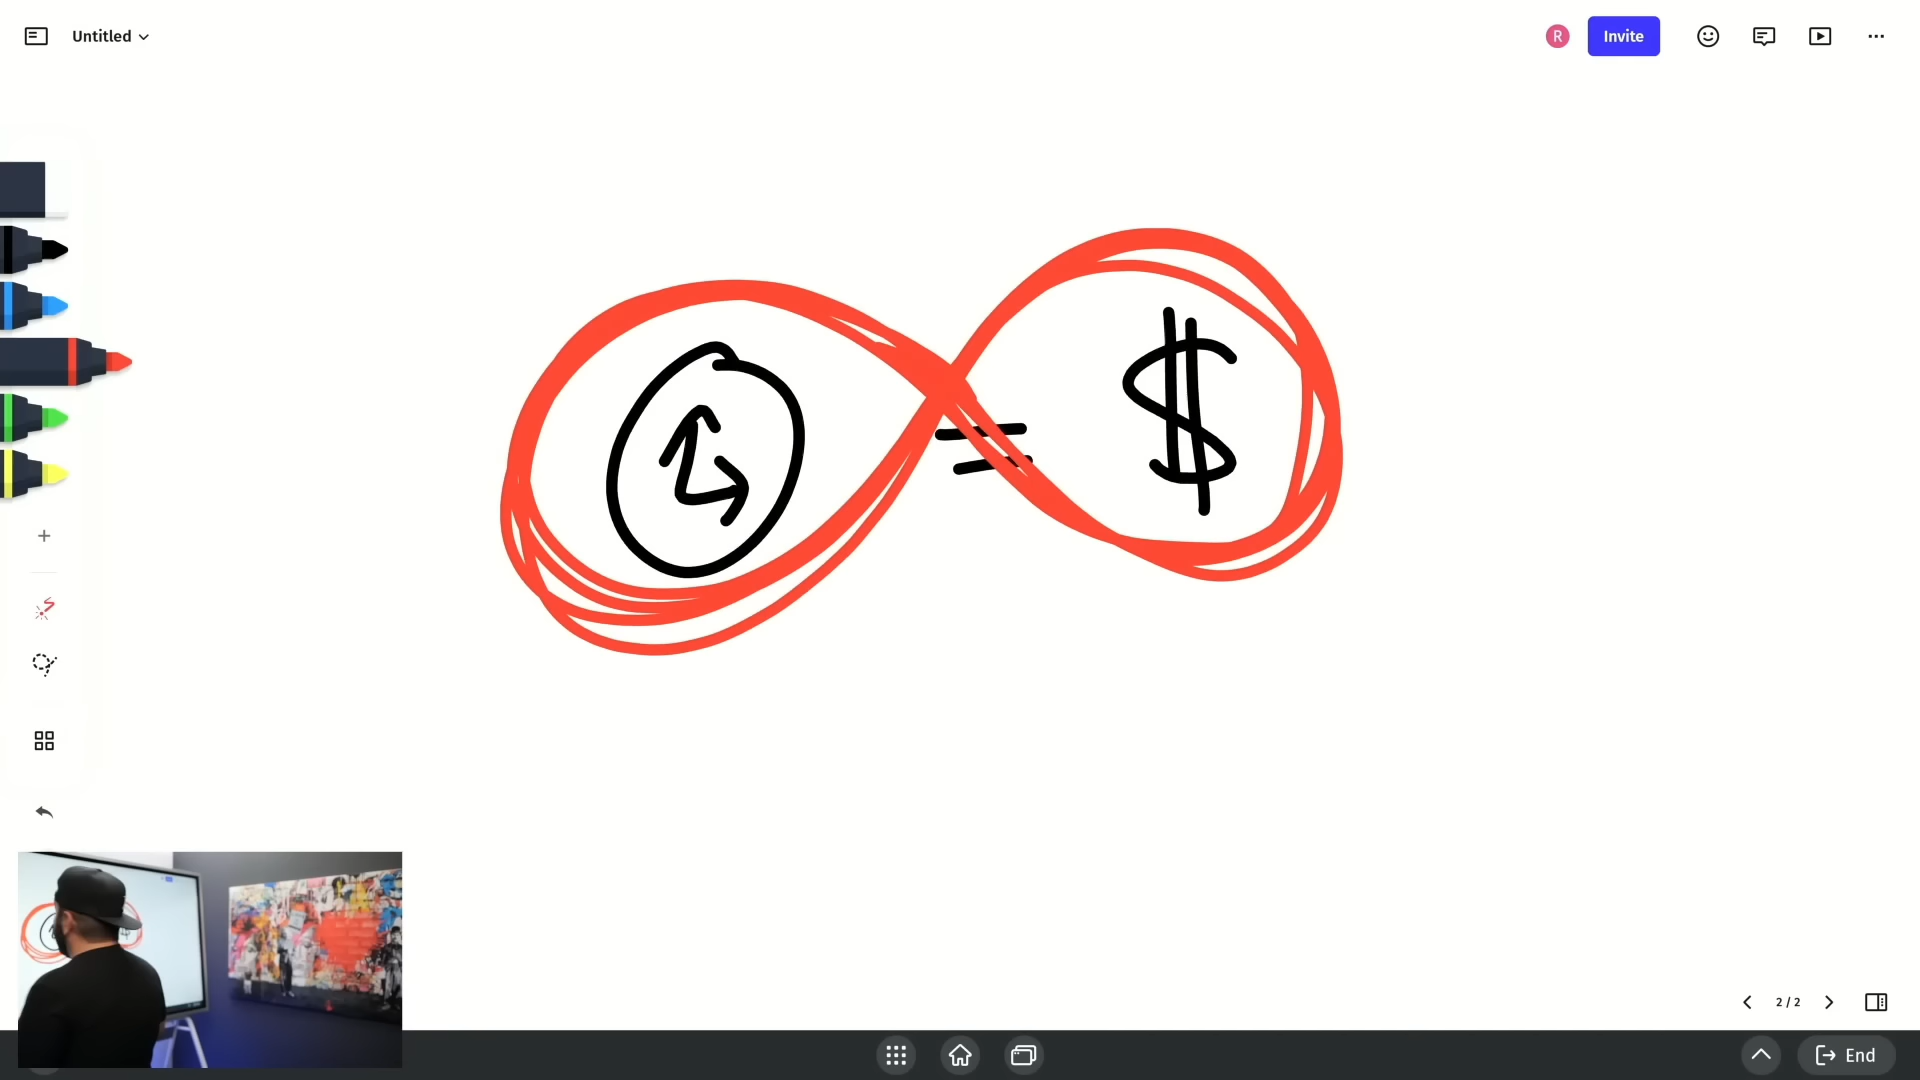 Untitled
R
Invite
= $
2 / 2
End